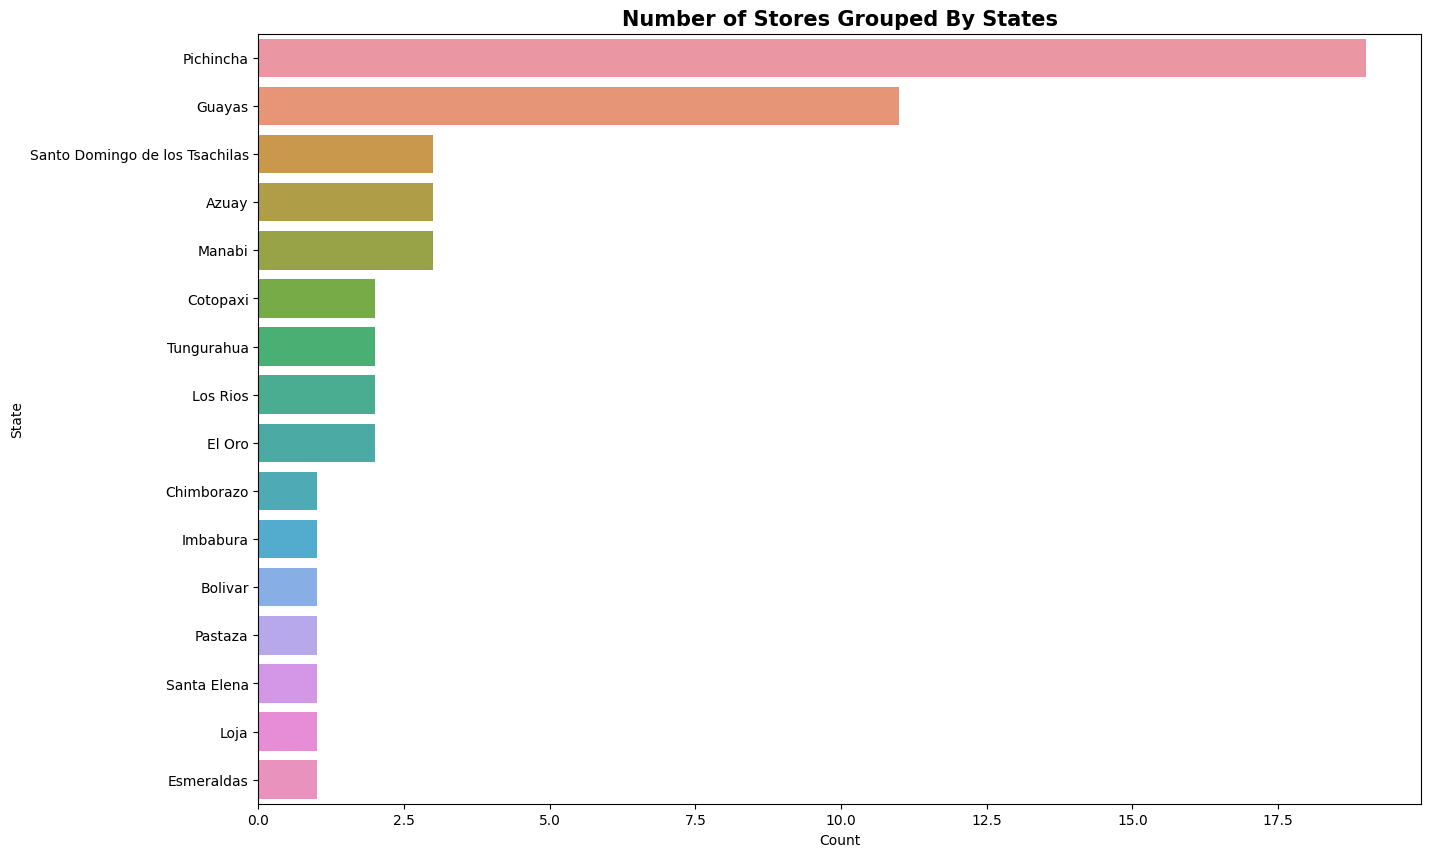 Number of Stores Grouped By States
Pichincha
Guayas
Santo Domingo de los Tsachilas
Azuay
Manabi
Cotopaxi
Tungurahua
Los Rios
El Oro
Chimborazo
Imbabura
Bolivar
Pastaza
Santa Elena
Loja
Esmeraldas
State
0.0 2.5 5.0 7.5 10.0 12.5 15.0 17.5
Count